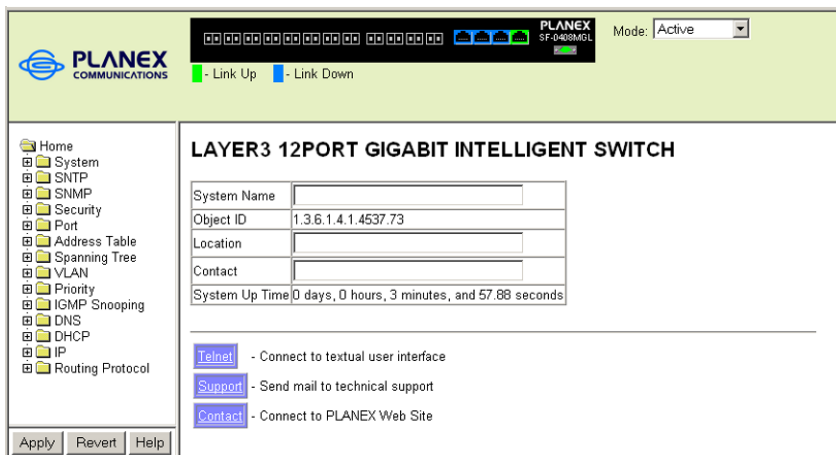 PLANEX
COMMUNICATIONS
PLANEX
SF-0408MGL
Mode: Active
- Link Up - Link Down
Home
System
SNTP
SNMP
Security
Port
Address Table
Spanning Tree
VLAN
Priority
IGMP Snooping
DNS
DHCP
IP
Routing Protocol
Apply Revert Help
LAYER3 12PORT GIGABIT INTELLIGENT SWITCH
System Name
Object ID 1.3.6.1.4.1.4537.73
Location
Contact
System Up Time 0 days, 0 hours, 3 minutes, and 57.88 seconds
Telnet - Connect to textual user interface
Support - Send mail to technical support
Contact - Connect to PLANEX Web Site